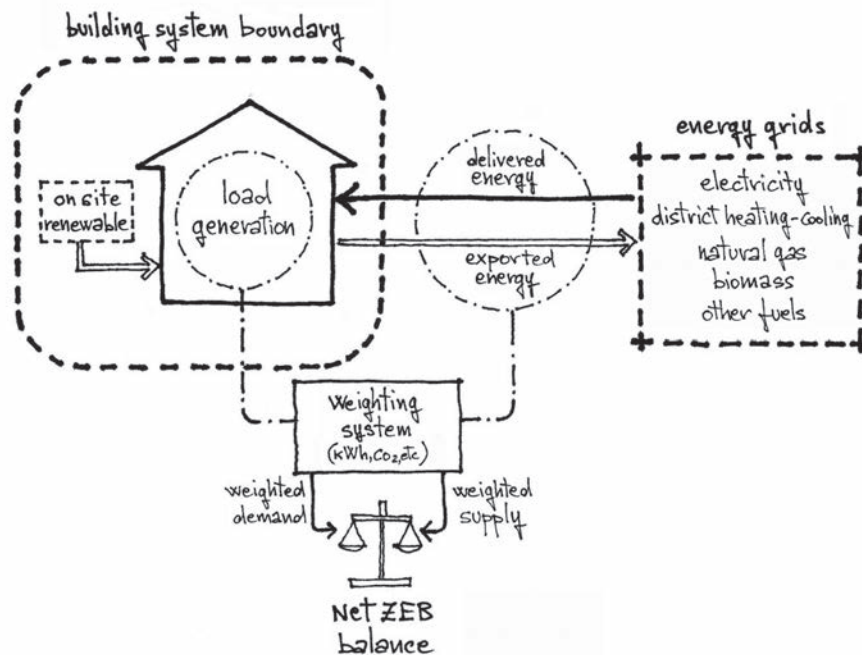 building system boundary
on site
renewable
load
generation
delivered
energy
exported
energy
energy grids
electricity
district heating-cooling
natural gas
biomass
other fuels
Weighting
system
(KWh, CO2, etc)
weighted
demand
weighted
supply
Net ZEB
balance